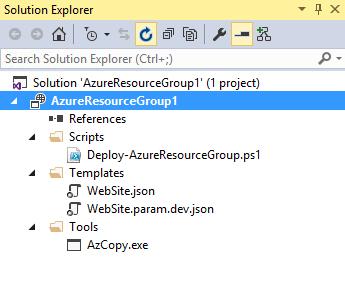 Solution Explorer
Search Solution Explorer (Ctrl+;)
Solution 'AzureResourceGroup1' (1 project)
AzureResourceGroup1
References
Scripts
Deploy-AzureResourceGroup.ps1
Templates
WebSite.json
WebSite.param.dev.json
Tools
AzCopy.exe